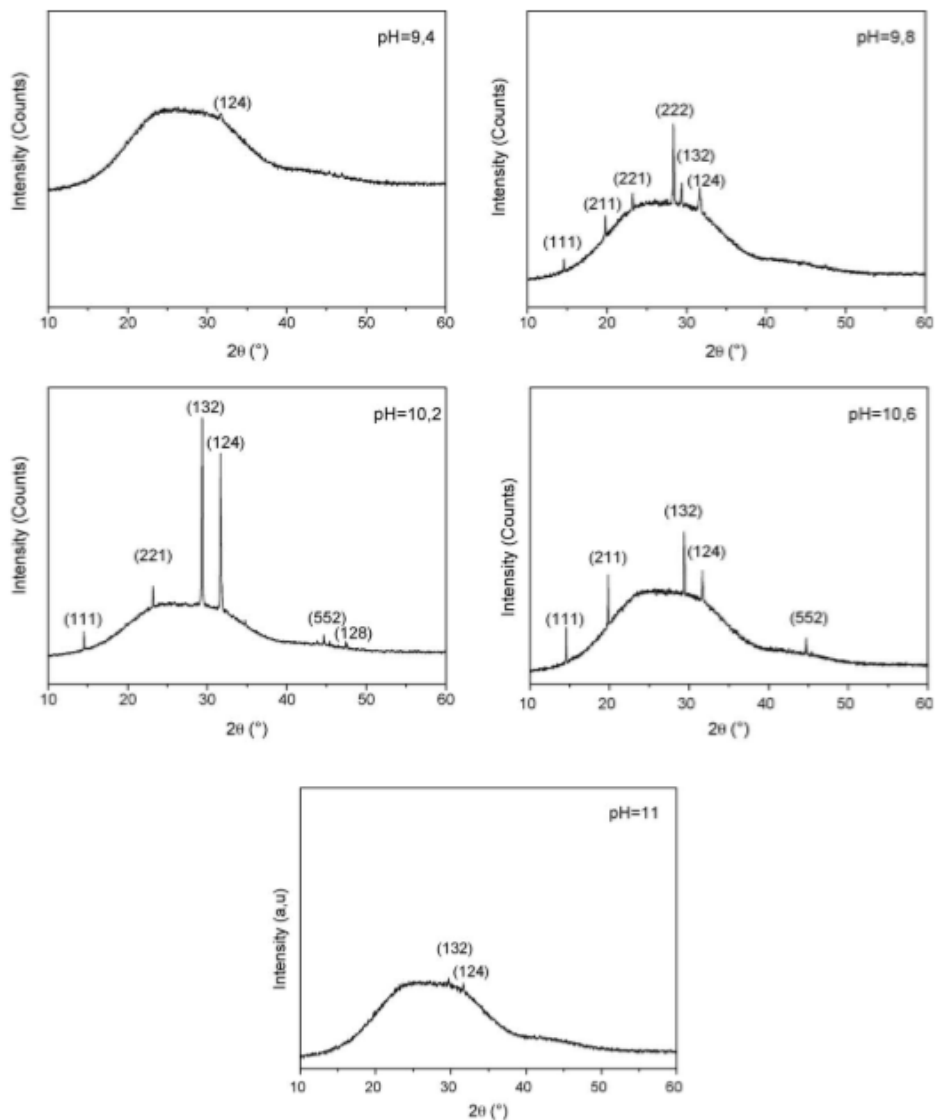 pH=9,4
(124)
Intensity (Counts)
10 20 30 40 50 60
2θ (°)
pH=9,8
(222)
(132)
(221)
(124)
(211)
(111)
Intensity (Counts)
10 20 30 40 50 60
2θ (°)
pH=10,2
(132)
(124)
(221)
(111)
(552)
(128)
Intensity (Counts)
10 20 30 40 50 60
2θ (°)
pH=10,6
(132)
(211)
(124)
(111)
(552)
Intensity (Counts)
10 20 30 40 50 60
2θ (°)
pH=11
(132)
(124)
Intensity (a,u)
10 20 30 40 50 60
2θ (°)